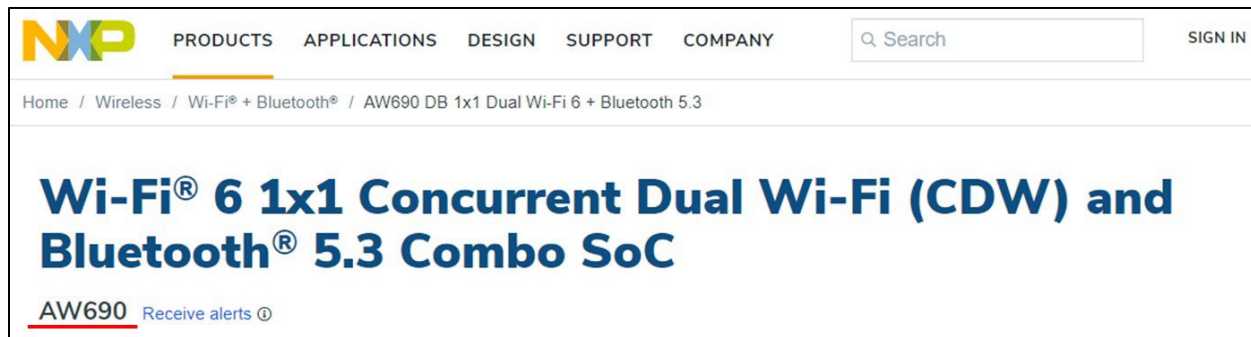 NXP PRODUCTS APPLICATIONS DESIGN SUPPORT COMPANY Search SIGN IN
Home / Wireless / Wi-Fi® + Bluetooth® / AW690 DB 1x1 Dual Wi-Fi 6 + Bluetooth 5.3
Wi-Fi® 6 1x1 Concurrent Dual Wi-Fi (CDW) and
Bluetooth® 5.3 Combo SoC
AW690 Receive alerts